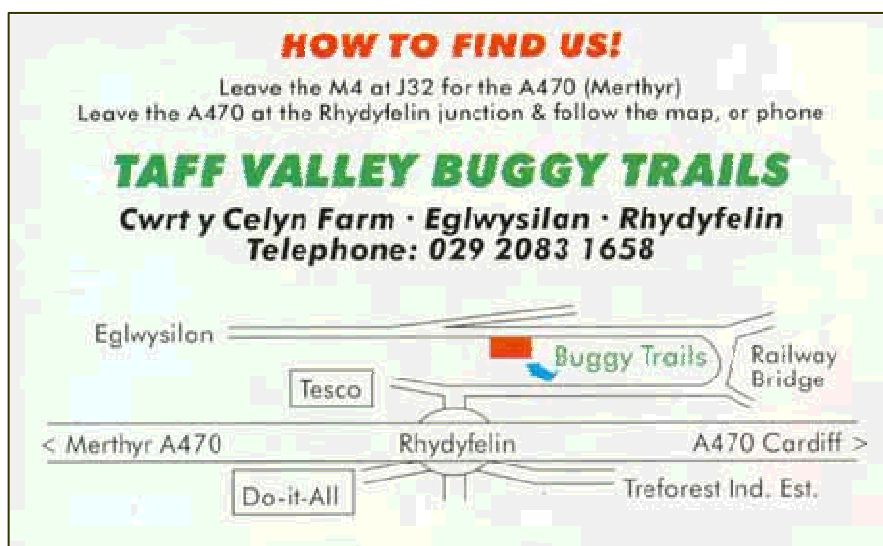 HOW TO FIND US!
Leave the M4 at J32 for the A470 (Merthyr)
Leave the A470 at the Rhydyfelin junction & follow the map, or phone
TAFF VALLEY BUGGY TRAILS
Cwrt y Celyn Farm · Eglwysilan · Rhydyfelin
Telephone: 029 2083 1658
Eglwysilan
Buggy Trails
Railway
Bridge
Tesco
< Merthyr A470
Rhydyfelin
A470 Cardiff >
Do-it-All
Treforest Ind. Est.